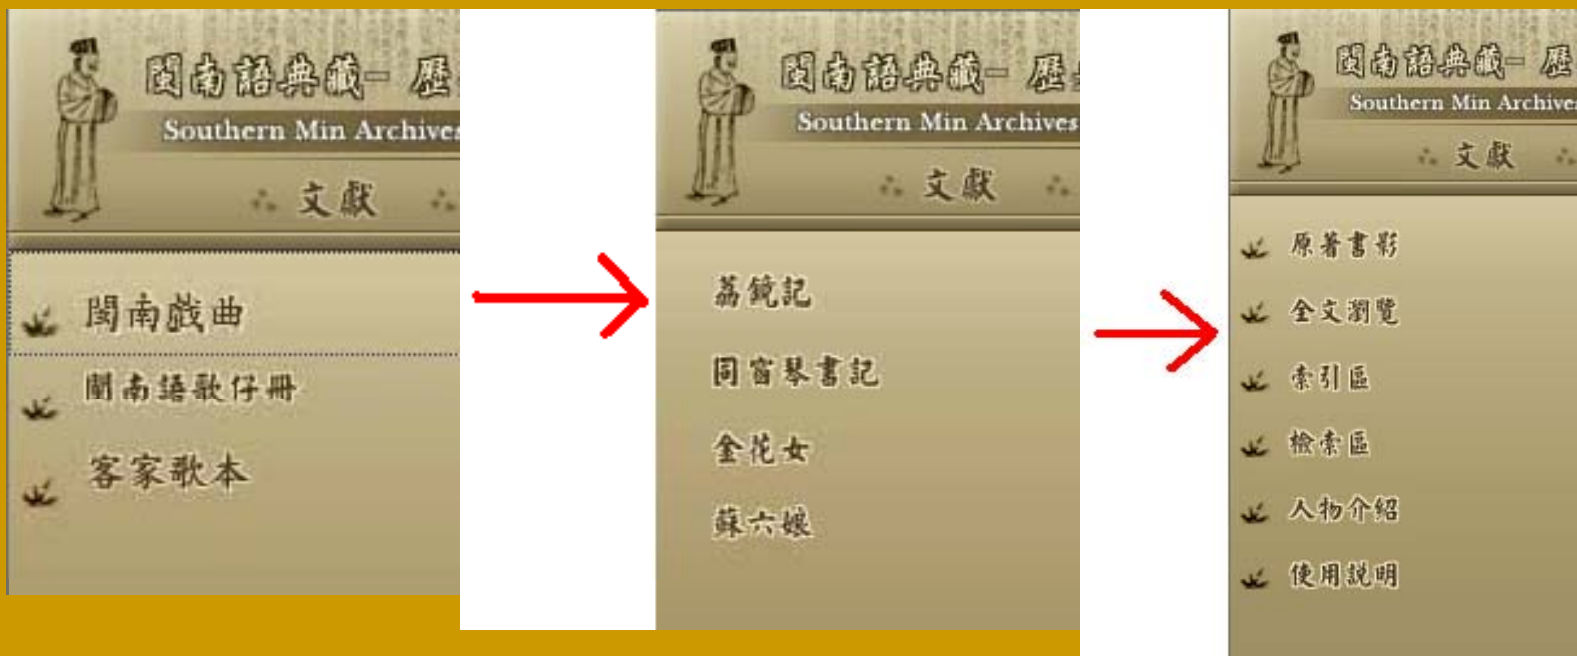 閩南語典藏- 歷
Southern Min Archives
文獻
閩南戲曲
閩南語歌仔冊
客家歌本
閩南語典藏- 歷
Southern Min Archives
文獻
荔鏡記
同窗琴書記
金花女
蘇六娘
閩南語典藏- 歷
Southern Min Archives
文獻
原著書影
全文瀏覽
索引區
檢索區
人物介紹
使用說明